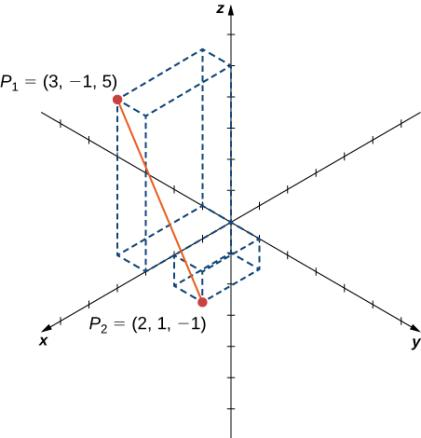 z
P₁ = (3, −1, 5)
P₂ = (2, 1, −1)
x
y